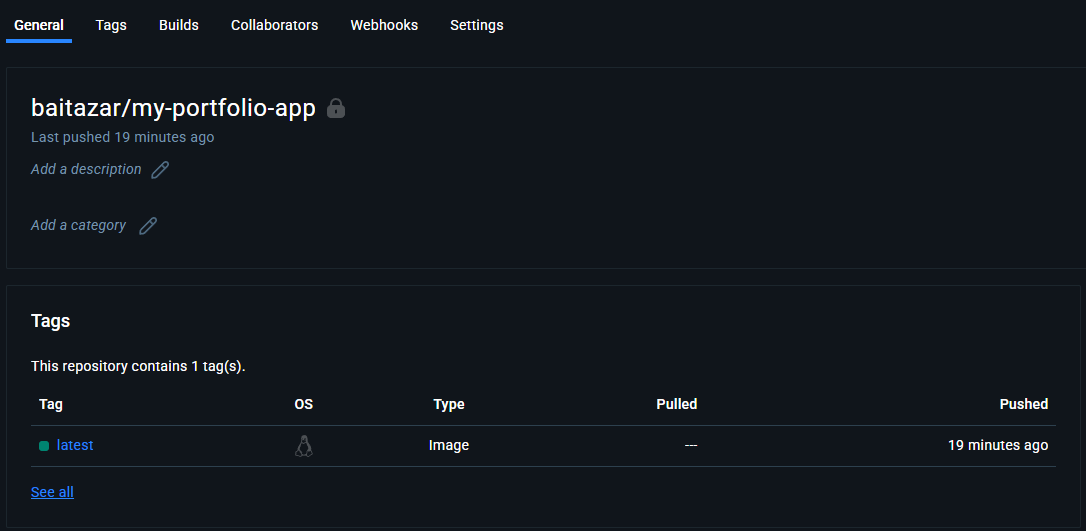 General Tags Builds Collaborators Webhooks Settings
baitazar/my-portfolio-app
Last pushed 19 minutes ago
Add a description
Add a category
Tags
This repository contains 1 tag(s).
Tag OS Type Pulled Pushed
latest Image --- 19 minutes ago
See all